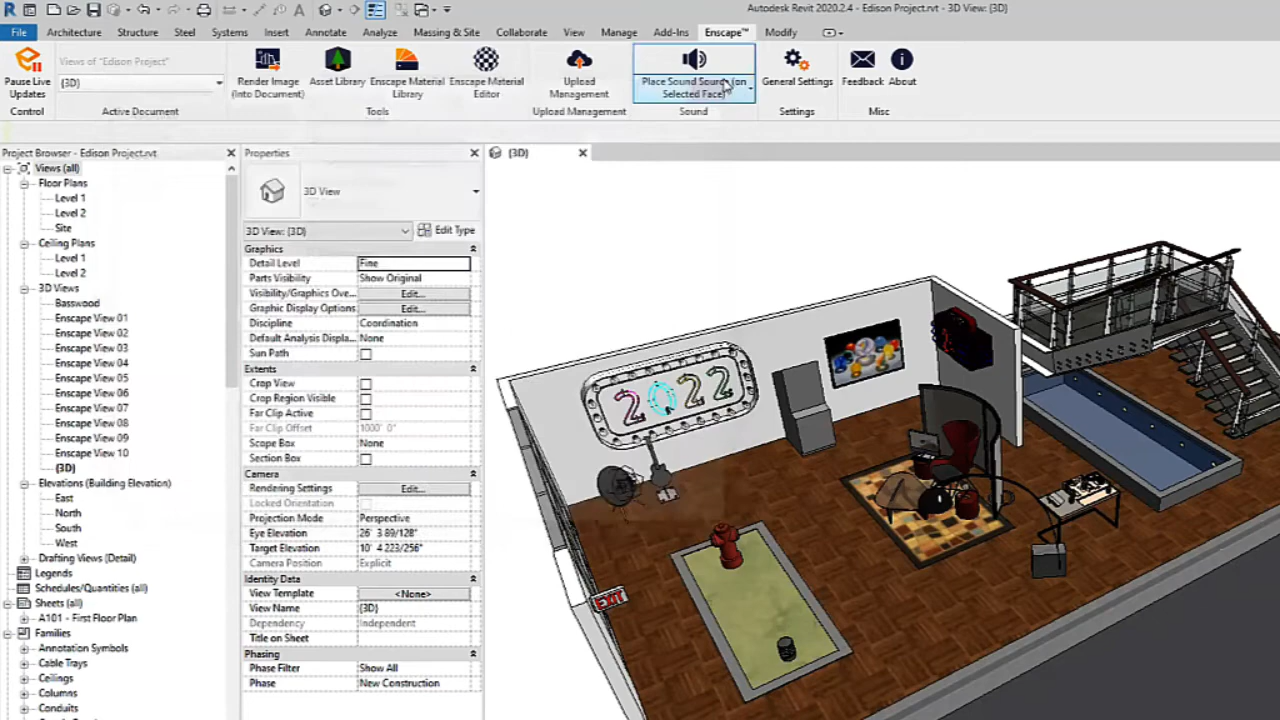 Autodesk Revit 2020.2.4 - Edison Project.rvt - 3D View: {3D}
File Architecture Structure Steel Systems Insert Annotate Analyze Massing & Site Collaborate View Manage Add-Ins Enscape™ Modify
Pause Live Updates
Control
Views of "Edison Project"
{3D}
Active Document
Render Image (Into Document)
Asset Library
Enscape Material Library
Enscape Material Editor
Tools
Upload Management
Upload Management
Place Sound Source (on Selected Face)
Sound
General Settings
Settings
Feedback
About
Misc
Project Browser - Edison Project.rvt
Views (all)
Floor Plans
Level 1
Level 2
Site
Ceiling Plans
Level 1
Level 2
3D Views
Basswood
Enscape View 01
Enscape View 02
Enscape View 03
Enscape View 04
Enscape View 05
Enscape View 06
Enscape View 07
Enscape View 08
Enscape View 09
Enscape View 10
{3D}
Elevations (Building Elevation)
East
North
South
West
Drafting Views (Detail)
Legends
Schedules/Quantities (all)
Sheets (all)
A101 - First Floor Plan
Families
Annotation Symbols
Cable Trays
Ceilings
Columns
Conduits
Properties
3D View
3D View: {3D} Edit Type
Graphics
Detail Level Fine
Parts Visibility Show Original
Visibility/Graphics Ove... Edit...
Graphic Display Options Edit...
Discipline Coordination
Default Analysis Displa... None
Sun Path
Extents
Crop View
Crop Region Visible
Far Clip Active
Far Clip Offset 1000' 0"
Scope Box None
Section Box
Camera
Rendering Settings Edit...
Locked Orientation
Projection Mode Perspective
Eye Elevation 26' 3 89/128"
Target Elevation 10' 4 223/256"
Camera Position Explicit
Identity Data
View Template <None>
View Name {3D}
Dependency Independent
Title on Sheet
Phasing
Phase Filter Show All
Phase New Construction
{3D}
2022
EXIT